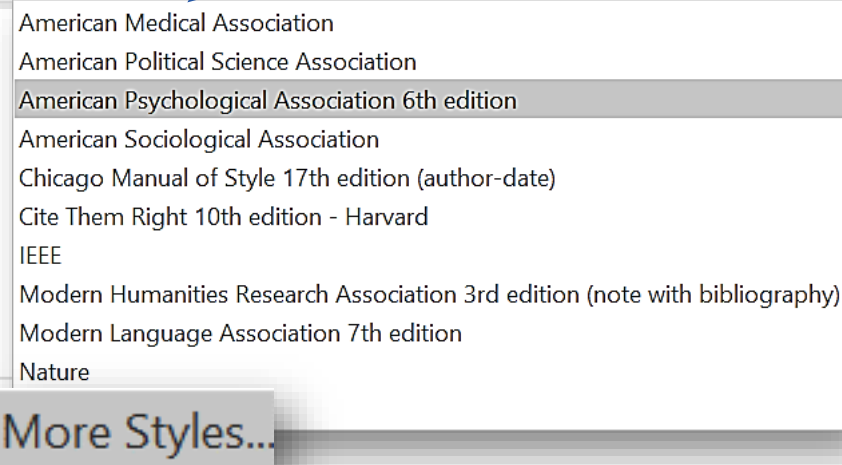 American Medical Association
American Political Science Association
American Psychological Association 6th edition
American Sociological Association
Chicago Manual of Style 17th edition (author-date)
Cite Them Right 10th edition - Harvard
IEEE
Modern Humanities Research Association 3rd edition (note with bibliography)
Modern Language Association 7th edition
Nature
More Styles...